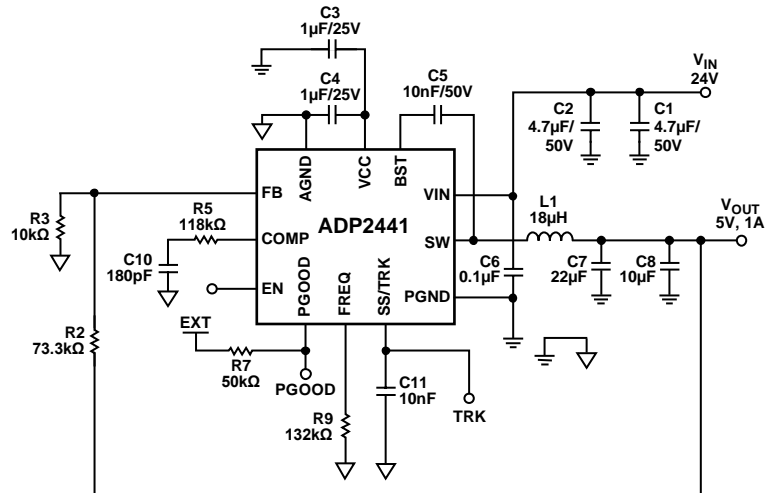 C3
1µF/25V
C4
1µF/25V
C5
10nF/50V
VIN
24V
C2
4.7µF/
50V
C1
4.7µF/
50V
AGND
VCC
BST
FB
VIN
ADP2441
R3
10kΩ
R5
118kΩ
COMP
SW
L1
18µH
VOUT
5V, 1A
C10
180pF
EN
PGOOD
FREQ
SS/TRK
PGND
C6
0.1µF
C7
22µF
C8
10µF
R2
73.3kΩ
EXT
R7
50kΩ
PGOOD
C11
10nF
TRK
R9
132kΩ